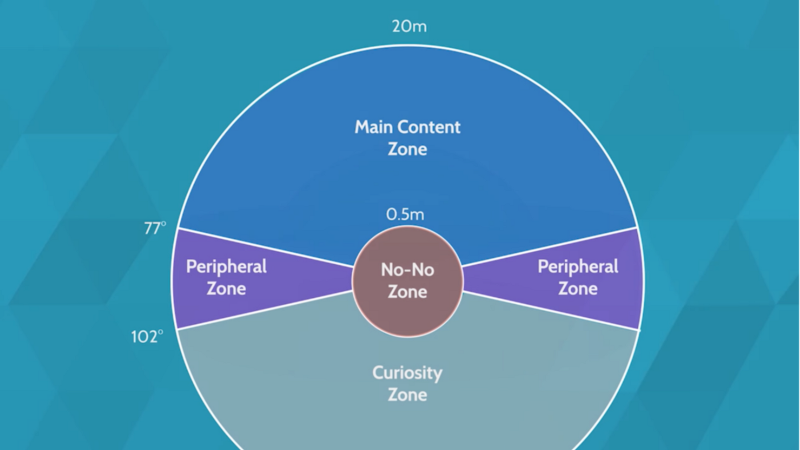 20m
Main Content
Zone
0.5m
77°
Peripheral
Zone
No-No
Zone
Peripheral
Zone
102°
Curiosity
Zone